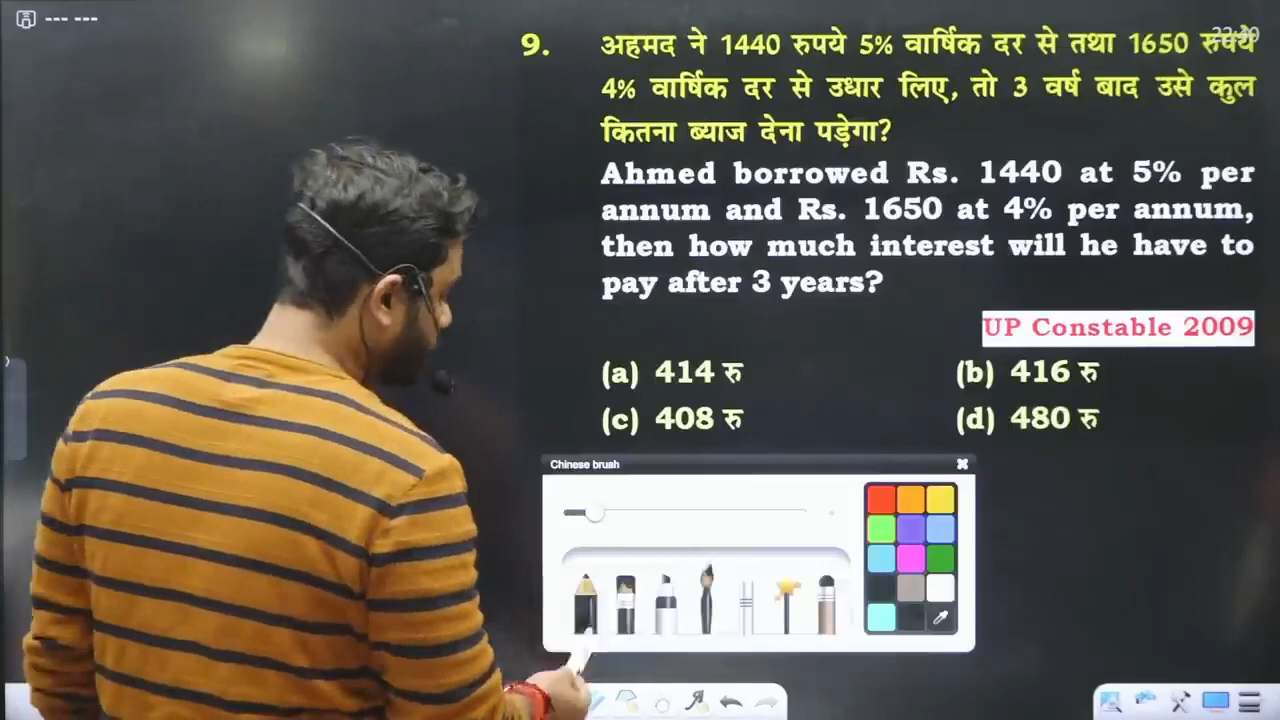 22:30
9. अहमद ने 1440 रुपये 5% वार्षिक दर से तथा 1650 रुपये
4% वार्षिक दर से उधार लिए, तो 3 वर्ष बाद उसे कुल
कितना ब्याज देना पड़ेगा?
Ahmed borrowed Rs. 1440 at 5% per
annum and Rs. 1650 at 4% per annum,
then how much interest will he have to
pay after 3 years?
UP Constable 2009
(a) 414 रु (b) 416 रु
(c) 408 रु (d) 480 रु
Chinese brush